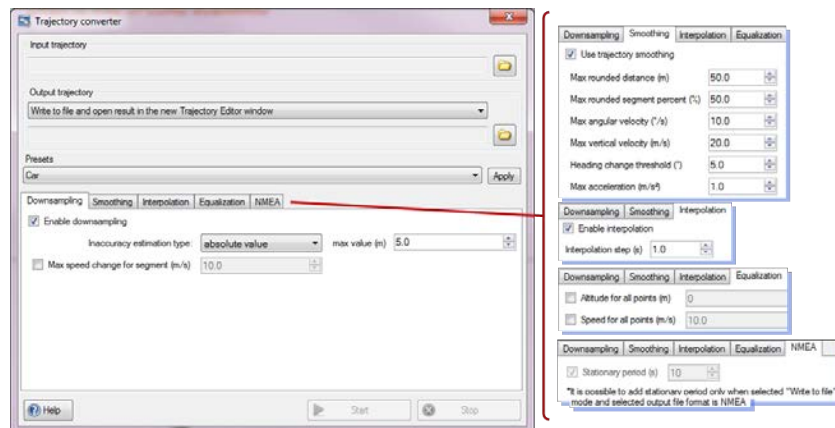 Trajectory converter
Input trajectory
Output trajectory
Write to file and open result in the new Trajectory Editor window
Presets
Car
Apply
Downsampling Smoothing Interpolation Equalization NMEA
Enable downsampling
Inaccuracy estimation type: absolute value max value (m) 5.0
Max speed change for segment (m/s) 10.0
Help
Start
Stop
Downsampling Smoothing Interpolation Equalization
Use trajectory smoothing
Max rounded distance (m) 50.0
Max rounded segment percent (%) 50.0
Max angular velocity (°/s) 10.0
Max vertical velocity (m/s) 20.0
Heading change threshold (°) 5.0
Max acceleration (m/s²) 1.0
Downsampling Smoothing Interpolation
Enable interpolation
Interpolation step (s) 1.0
Downsampling Smoothing Interpolation Equalization
Altitude for all points (m) 0
Speed for all points (m/s) 10.0
Downsampling Smoothing Interpolation Equalization NMEA
Stationary period (s) 10
*It is possible to add stationary period only when selected "Write to file"
mode and selected output file format is NMEA